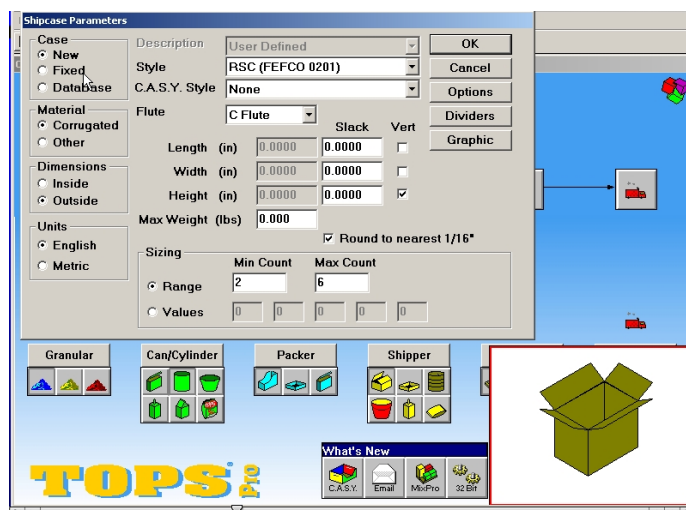 Shipcase Parameters
Case
New
Fixed
Database
Material
Corrugated
Other
Dimensions
Inside
Outside
Units
English
Metric
Description User Defined
Style RSC (FEFCO 0201)
C.A.S.Y. Style None
Flute C Flute
Slack Vert
Length (in) 0.0000 0.0000
Width (in) 0.0000 0.0000
Height (in) 0.0000 0.0000
Max Weight (lbs) 0.000
Round to nearest 1/16"
Sizing
Min Count Max Count
Range 2 6
Values 0 0 0 0 0
OK
Cancel
Options
Dividers
Graphic
Granular
Can/Cylinder
Packer
Shipper
What's New
C.A.S.Y. Email MixPro 32 Bit
TOPS Pro